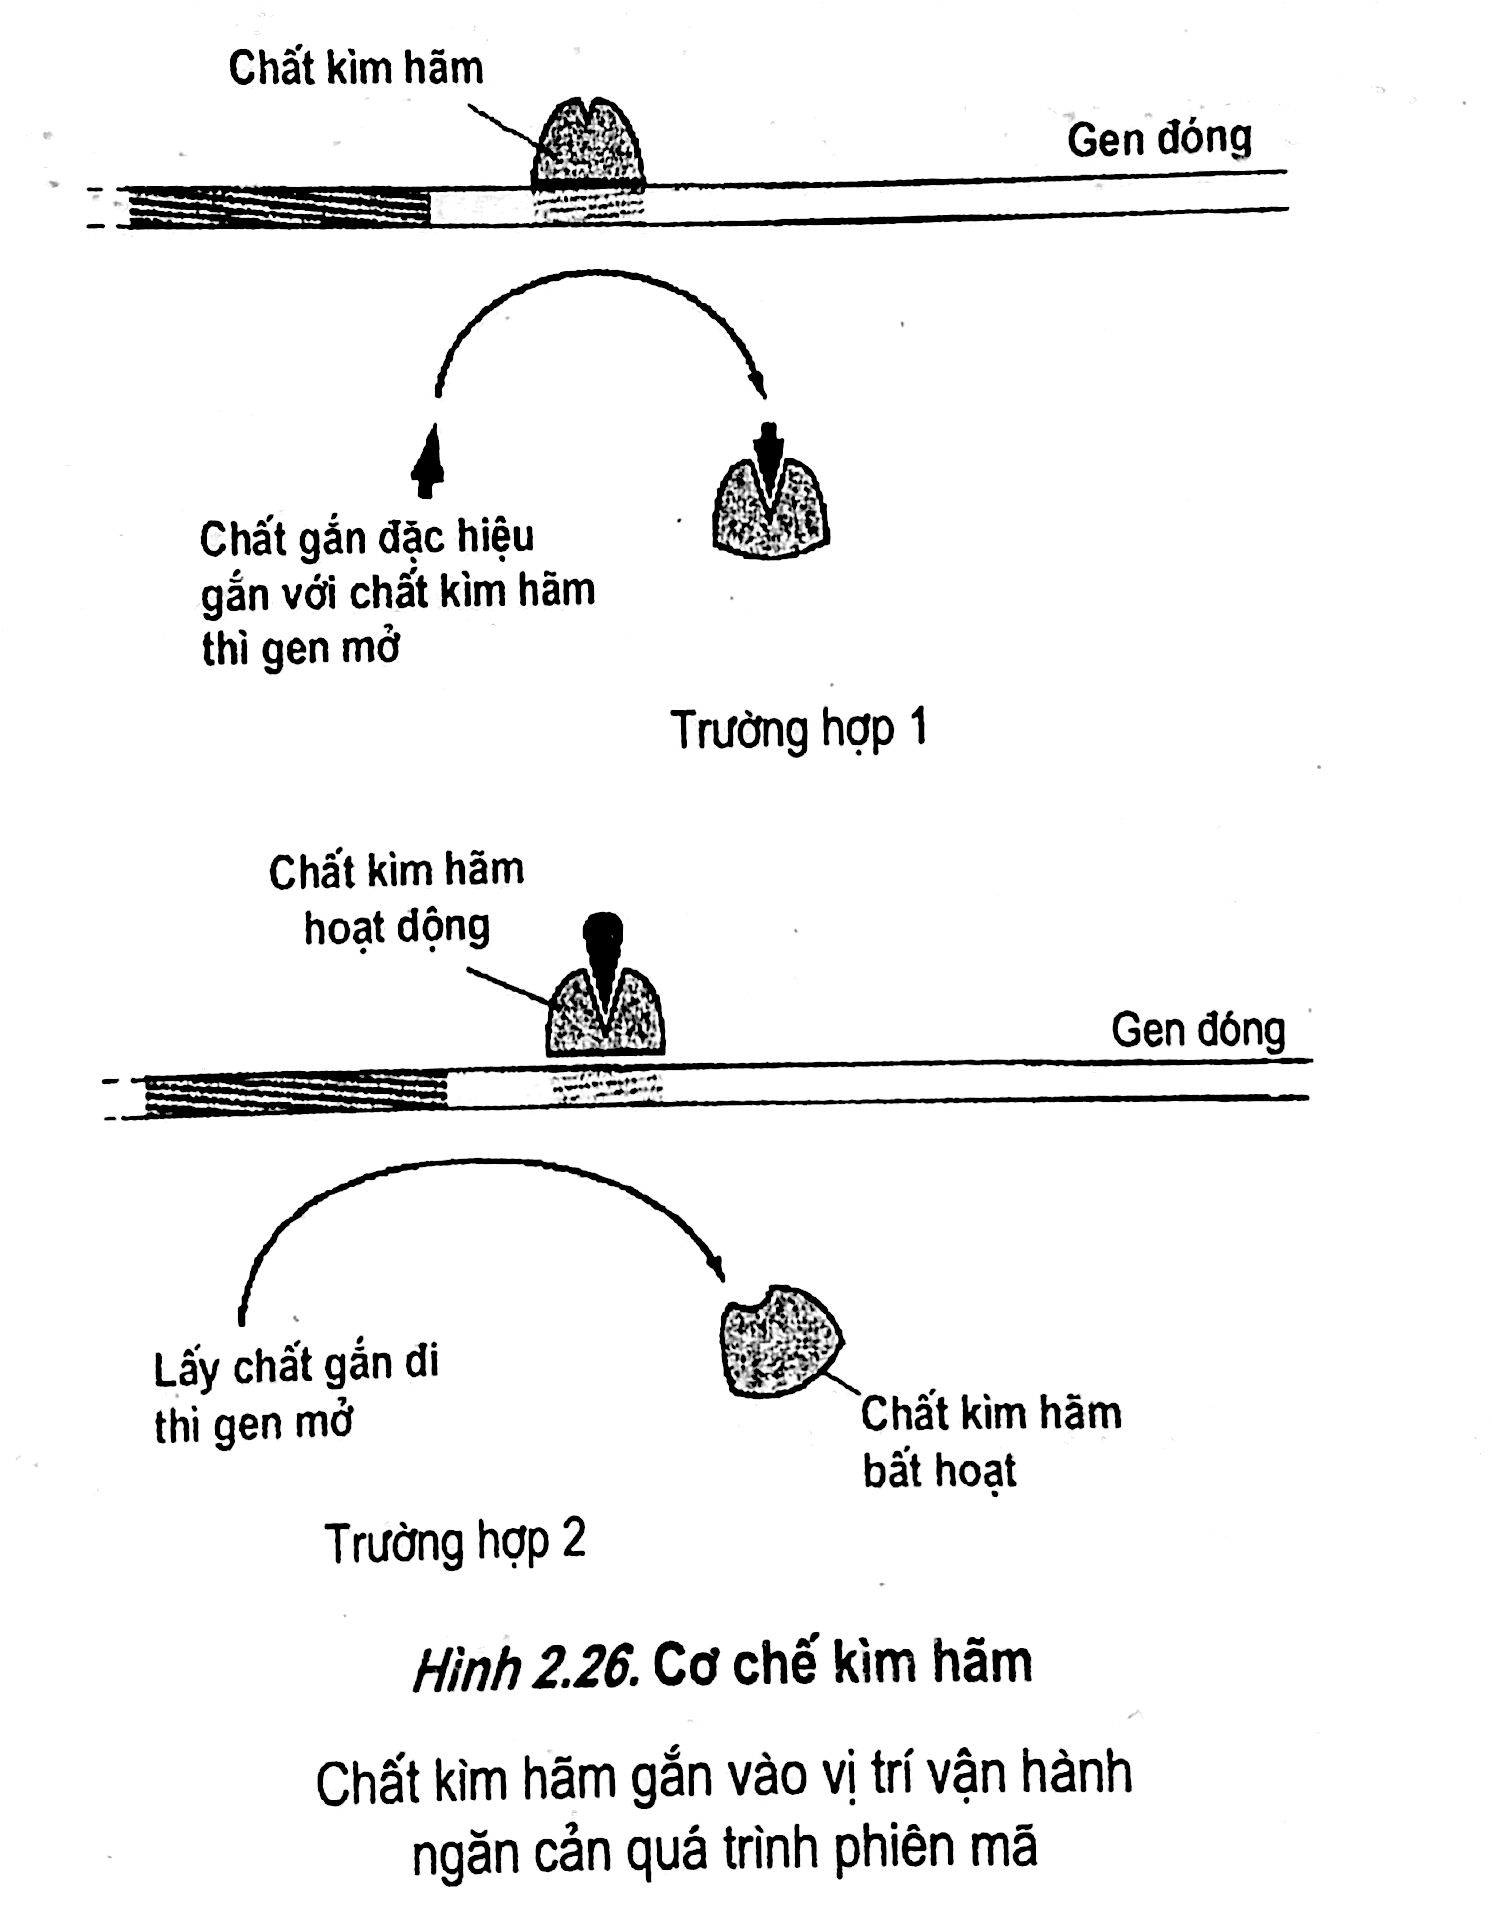 Chất kìm hãm
Gen đóng
Chất gắn đặc hiệu
gắn với chất kìm hãm
thì gen mở
Trường hợp 1
Chất kìm hãm
hoạt động
Gen đóng
Lấy chất gắn đi
thì gen mở
Chất kìm hãm
bất hoạt
Trường hợp 2
Hình 2.26. Cơ chế kìm hãm
Chất kìm hãm gắn vào vị trí vận hành
ngăn cản quá trình phiên mã